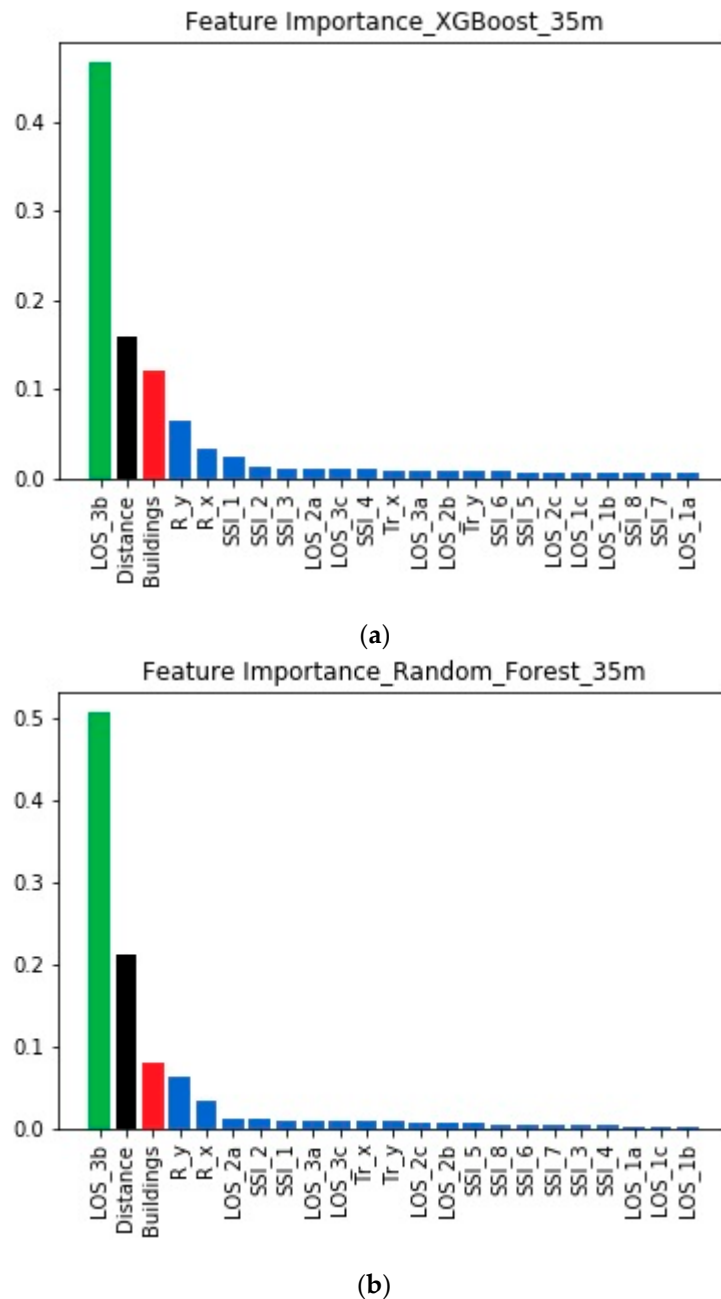 Feature Importance_XGBoost_35m
0.4
0.3
0.2
0.1
0.0
LOS_3b
Distance
Buildings
R_y
R_x
SSI_1
SSI_2
SSI_3
LOS_2a
LOS_3c
SSI_4
Tr_x
LOS_3a
LOS_2b
Tr_y
SSI_6
SSI_5
LOS_2c
LOS_1c
LOS_1b
SSI_8
SSI_7
LOS_1a
(a)
Feature Importance_Random_Forest_35m
0.5
0.4
0.3
0.2
0.1
0.0
LOS_3b
Distance
Buildings
R_y
R_x
LOS_2a
SSI_2
SSI_1
LOS_3a
LOS_3c
Tr_x
Tr_y
LOS_2c
LOS_2b
SSI_5
SSI_8
SSI_6
SSI_7
SSI_3
SSI_4
LOS_1a
LOS_1c
LOS_1b
(b)